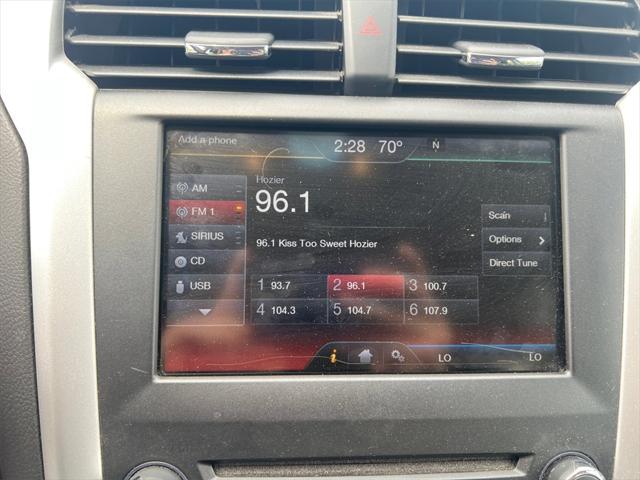 Add a phone
2:28 70° N
AM
FM 1
SIRIUS
CD
USB
Hozier
96.1
96.1 Kiss Too Sweet Hozier
1 93.7
2 96.1
3 100.7
4 104.3
5 104.7
6 107.9
Scan
Options
Direct Tune
i
LO
LO